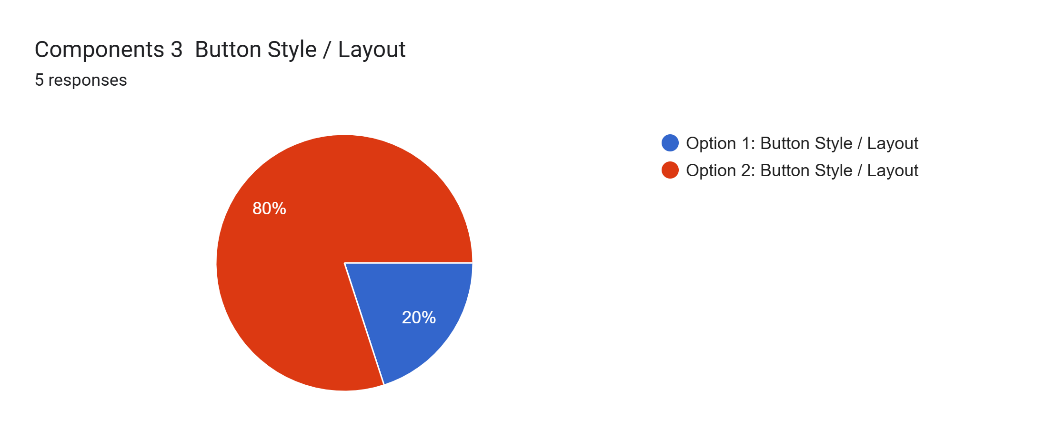 Components 3  Button Style / Layout
5 responses
Option 1: Button Style / Layout
Option 2: Button Style / Layout
80%
20%